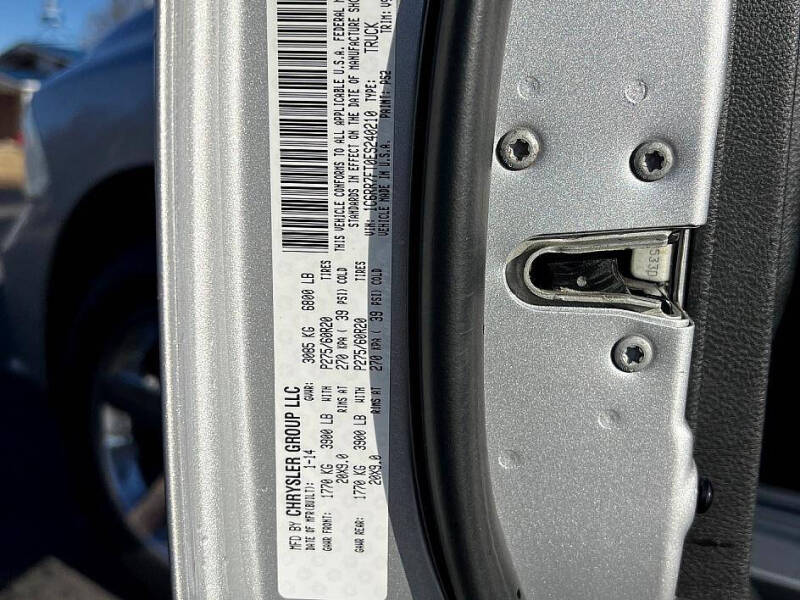 MFD BY CHRYSLER GROUP LLC
DATE OF MFR(BUILT): 1-14 GVWR: 3085 KG 6800 LB
GAWR FRONT: 1770 KG 3900 LB WITH P275/60R20 TIRES
20X9.0 RIMS AT 270 KPA ( 39 PSI) COLD
GAWR REAR: 1770 KG 3900 LB WITH P275/60R20 TIRES
20X9.0 RIMS AT 270 KPA ( 39 PSI) COLD
THIS VEHICLE CONFORMS TO ALL APPLICABLE U.S.A. FEDERAL
STANDARDS IN EFFECT ON THE DATE OF MANUFACTURE
VIN: 1C6RR7FT0ES240210 TYPE: TRUCK
VEHICLE MADE IN U.S.A. PAINT: PS2 TRIM: